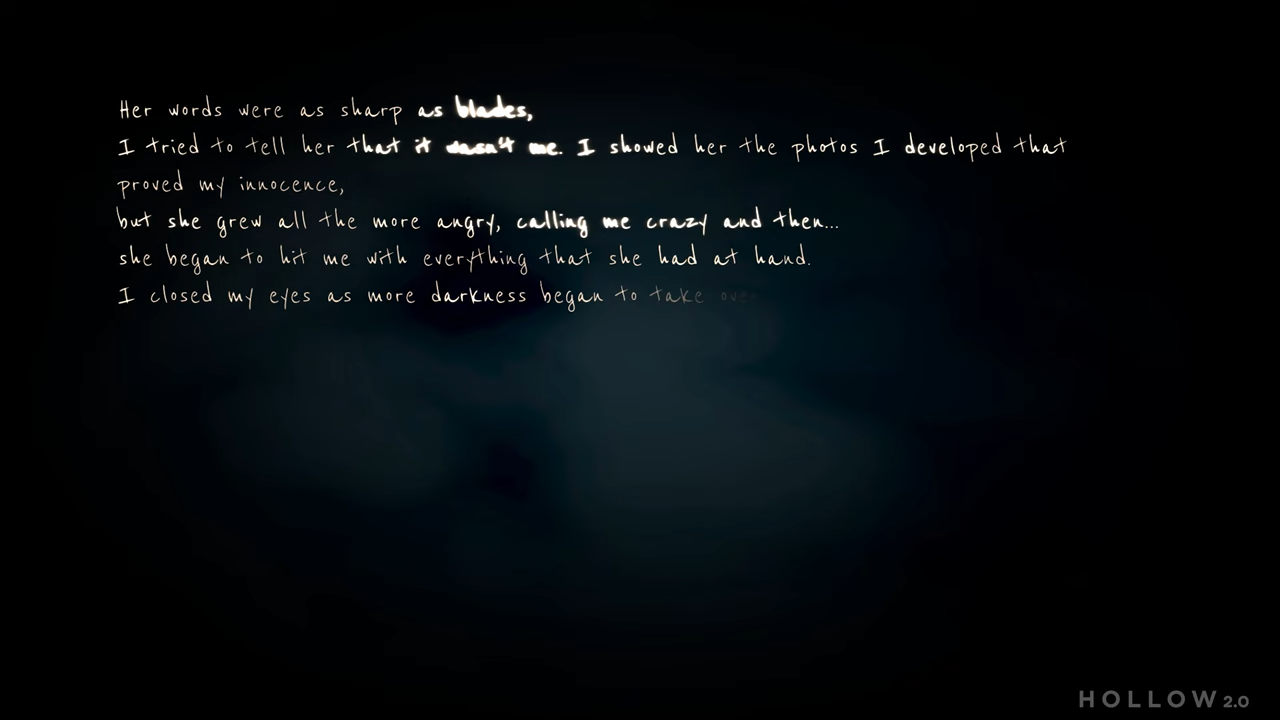 Her words were as sharp as blades,
I tried to tell her that it wasn't me. I showed her the photos I developed that
proved my innocence,
but she grew all the more angry, calling me crazy and then...
she began to hit me with everything that she had at hand.
I closed my eyes as more darkness began to take over
HOLLOW 2.0